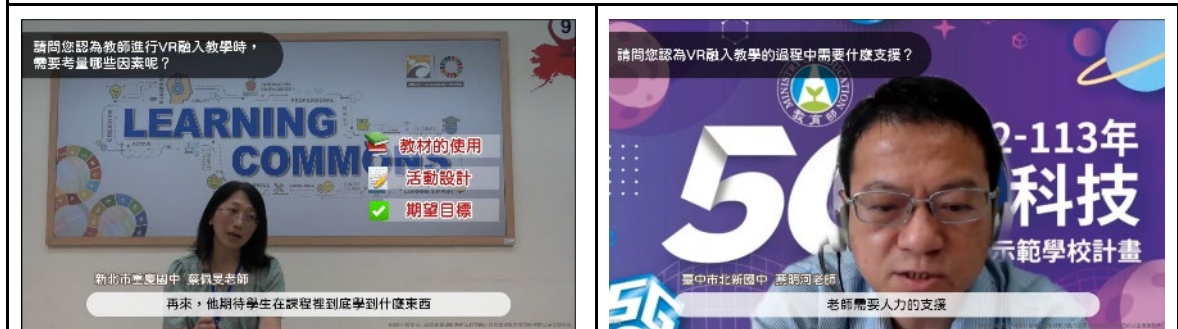 9
請問您認為教師進行VR融入教學時，
需要考量哪些因素呢？
LEARNING
COMMONS
教材的使用
活動設計
期望目標
新北市重慶國中 蔡佩旻老師
再來，他期待學生在課程裡到底學到什麼東西
請問您認為VR融入教學的過程中需要什麼支援？
教育部
5G
2-113年
科技
示範學校計畫
臺中市北新國中 蔡明河老師
5G
老師需要人力的支援